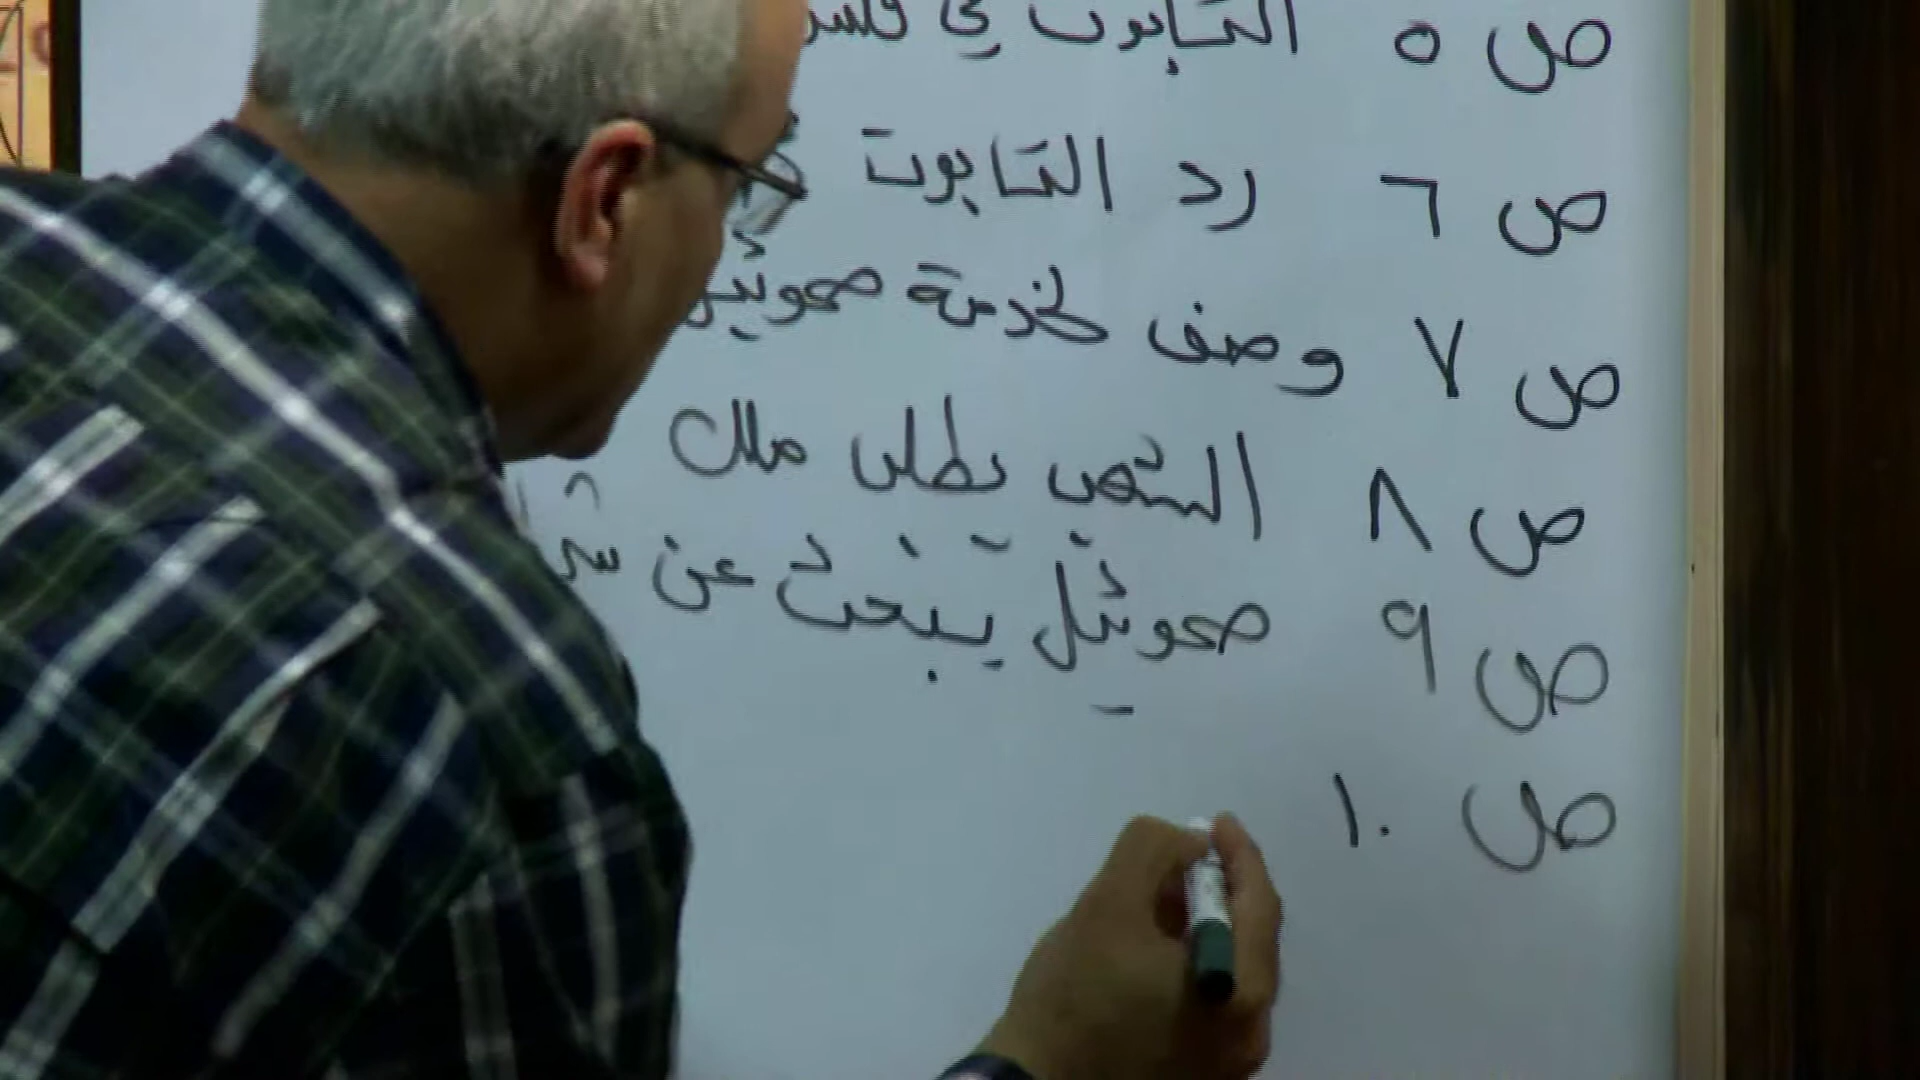 ص ٥ التابوت في
ص ٦ رد التابوت
ص ٧ وصف لخدمة صموئيل
ص ٨ الشعب يطلب ملك
ص ٩ صموئيل يبحث عن
ص ١٠